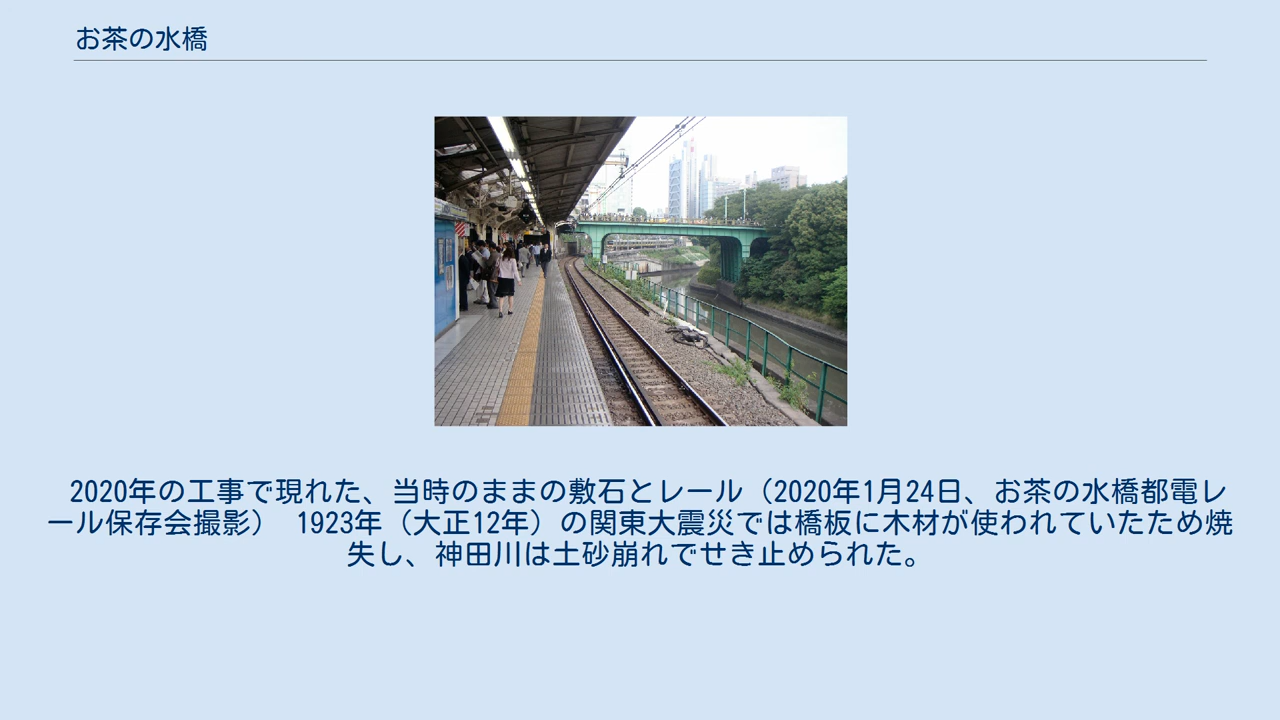 お茶の水橋
2020年の工事で現れた、当時のままの敷石とレール（2020年1月24日、お茶の水橋都電レ
ール保存会撮影） 1923年（大正12年）の関東大震災では橋板に木材が使われていたため焼
失し、神田川は土砂崩れでせき止められた。